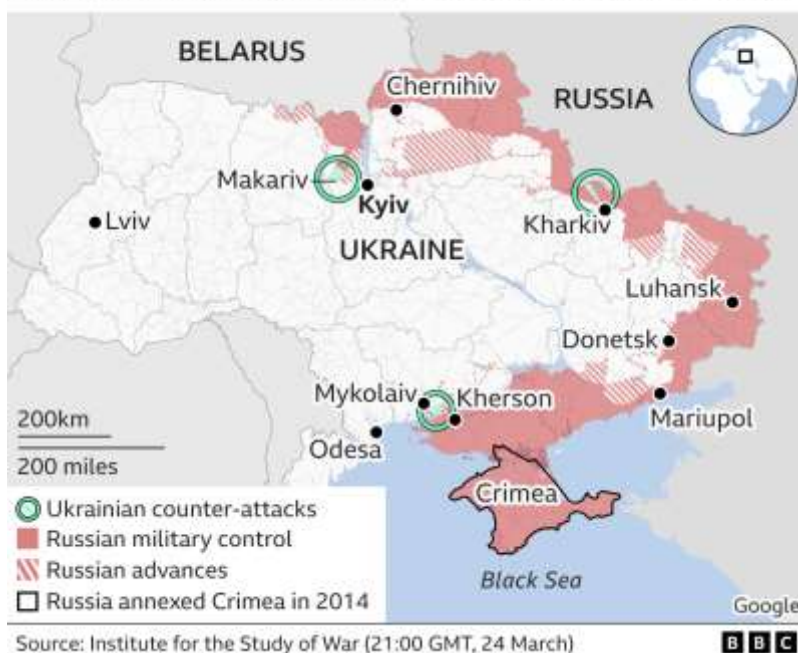 BELARUS
Chernihiv
RUSSIA
Makariv
Kyiv
Lviv
Kharkiv
UKRAINE
Luhansk
Donetsk
Mykolaiv
Kherson
Mariupol
Odesa
200km
200 miles
Crimea
Ukrainian counter-attacks
Russian military control
Russian advances
Russia annexed Crimea in 2014
Black Sea
Google
Source: Institute for the Study of War (21:00 GMT, 24 March)
BBC